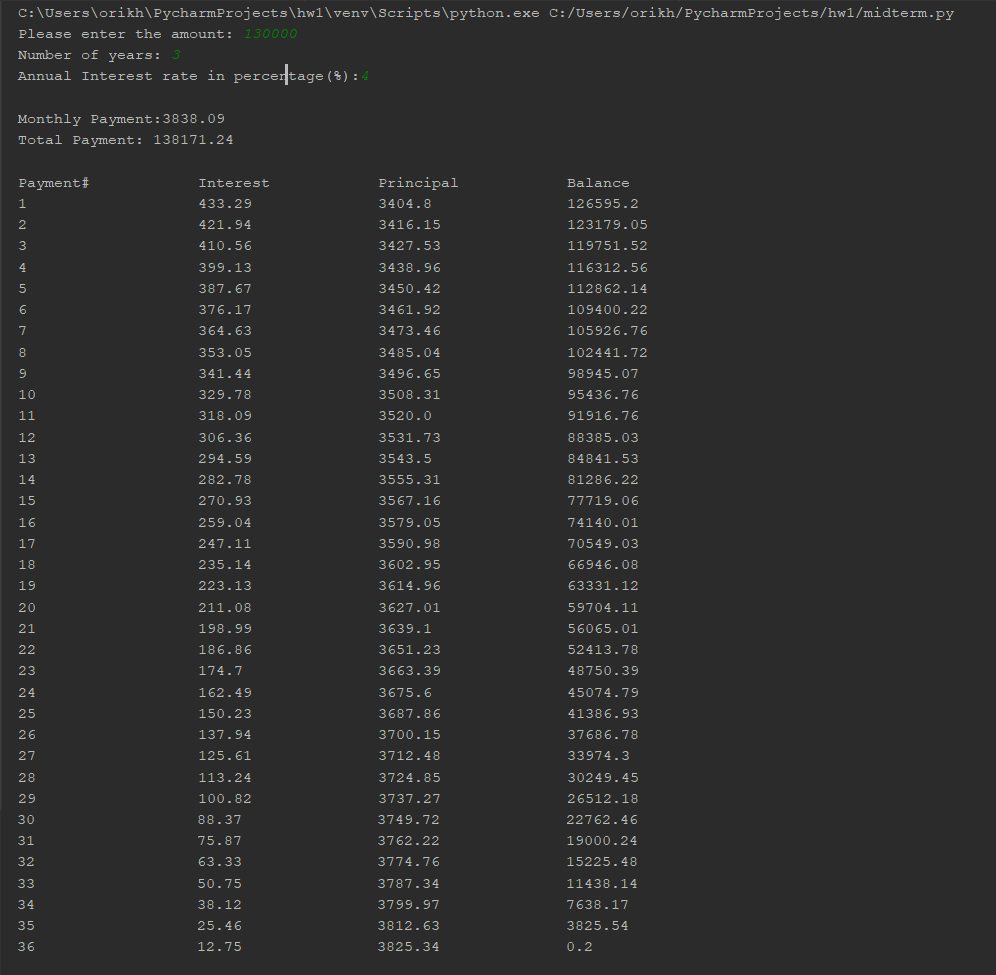 C:\Users\orikh\PycharmProjects\hw1\venv\Scripts\python.exe C:/Users/orikh/PycharmProjects/hw1/midterm.py
Please enter the amount: 130000
Number of years: 3
Annual Interest rate in percentage(%):4
Monthly Payment:3838.09
Total Payment: 138171.24
Payment# Interest Principal Balance
1 433.29 3404.8 126595.2
2 421.94 3416.15 123179.05
3 410.56 3427.53 119751.52
4 399.13 3438.96 116312.56
5 387.67 3450.42 112862.14
6 376.17 3461.92 109400.22
7 364.63 3473.46 105926.76
8 353.05 3485.04 102441.72
9 341.44 3496.65 98945.07
10 329.78 3508.31 95436.76
11 318.09 3520.0 91916.76
12 306.36 3531.73 88385.03
13 294.59 3543.5 84841.53
14 282.78 3555.31 81286.22
15 270.93 3567.16 77719.06
16 259.04 3579.05 74140.01
17 247.11 3590.98 70549.03
18 235.14 3602.95 66946.08
19 223.13 3614.96 63331.12
20 211.08 3627.01 59704.11
21 198.99 3639.1 56065.01
22 186.86 3651.23 52413.78
23 174.7 3663.39 48750.39
24 162.49 3675.6 45074.79
25 150.23 3687.86 41386.93
26 137.94 3700.15 37686.78
27 125.61 3712.48 33974.3
28 113.24 3724.85 30249.45
29 100.82 3737.27 26512.18
30 88.37 3749.72 22762.46
31 75.87 3762.22 19000.24
32 63.33 3774.76 15225.48
33 50.75 3787.34 11438.14
34 38.12 3799.97 7638.17
35 25.46 3812.63 3825.54
36 12.75 3825.34 0.2